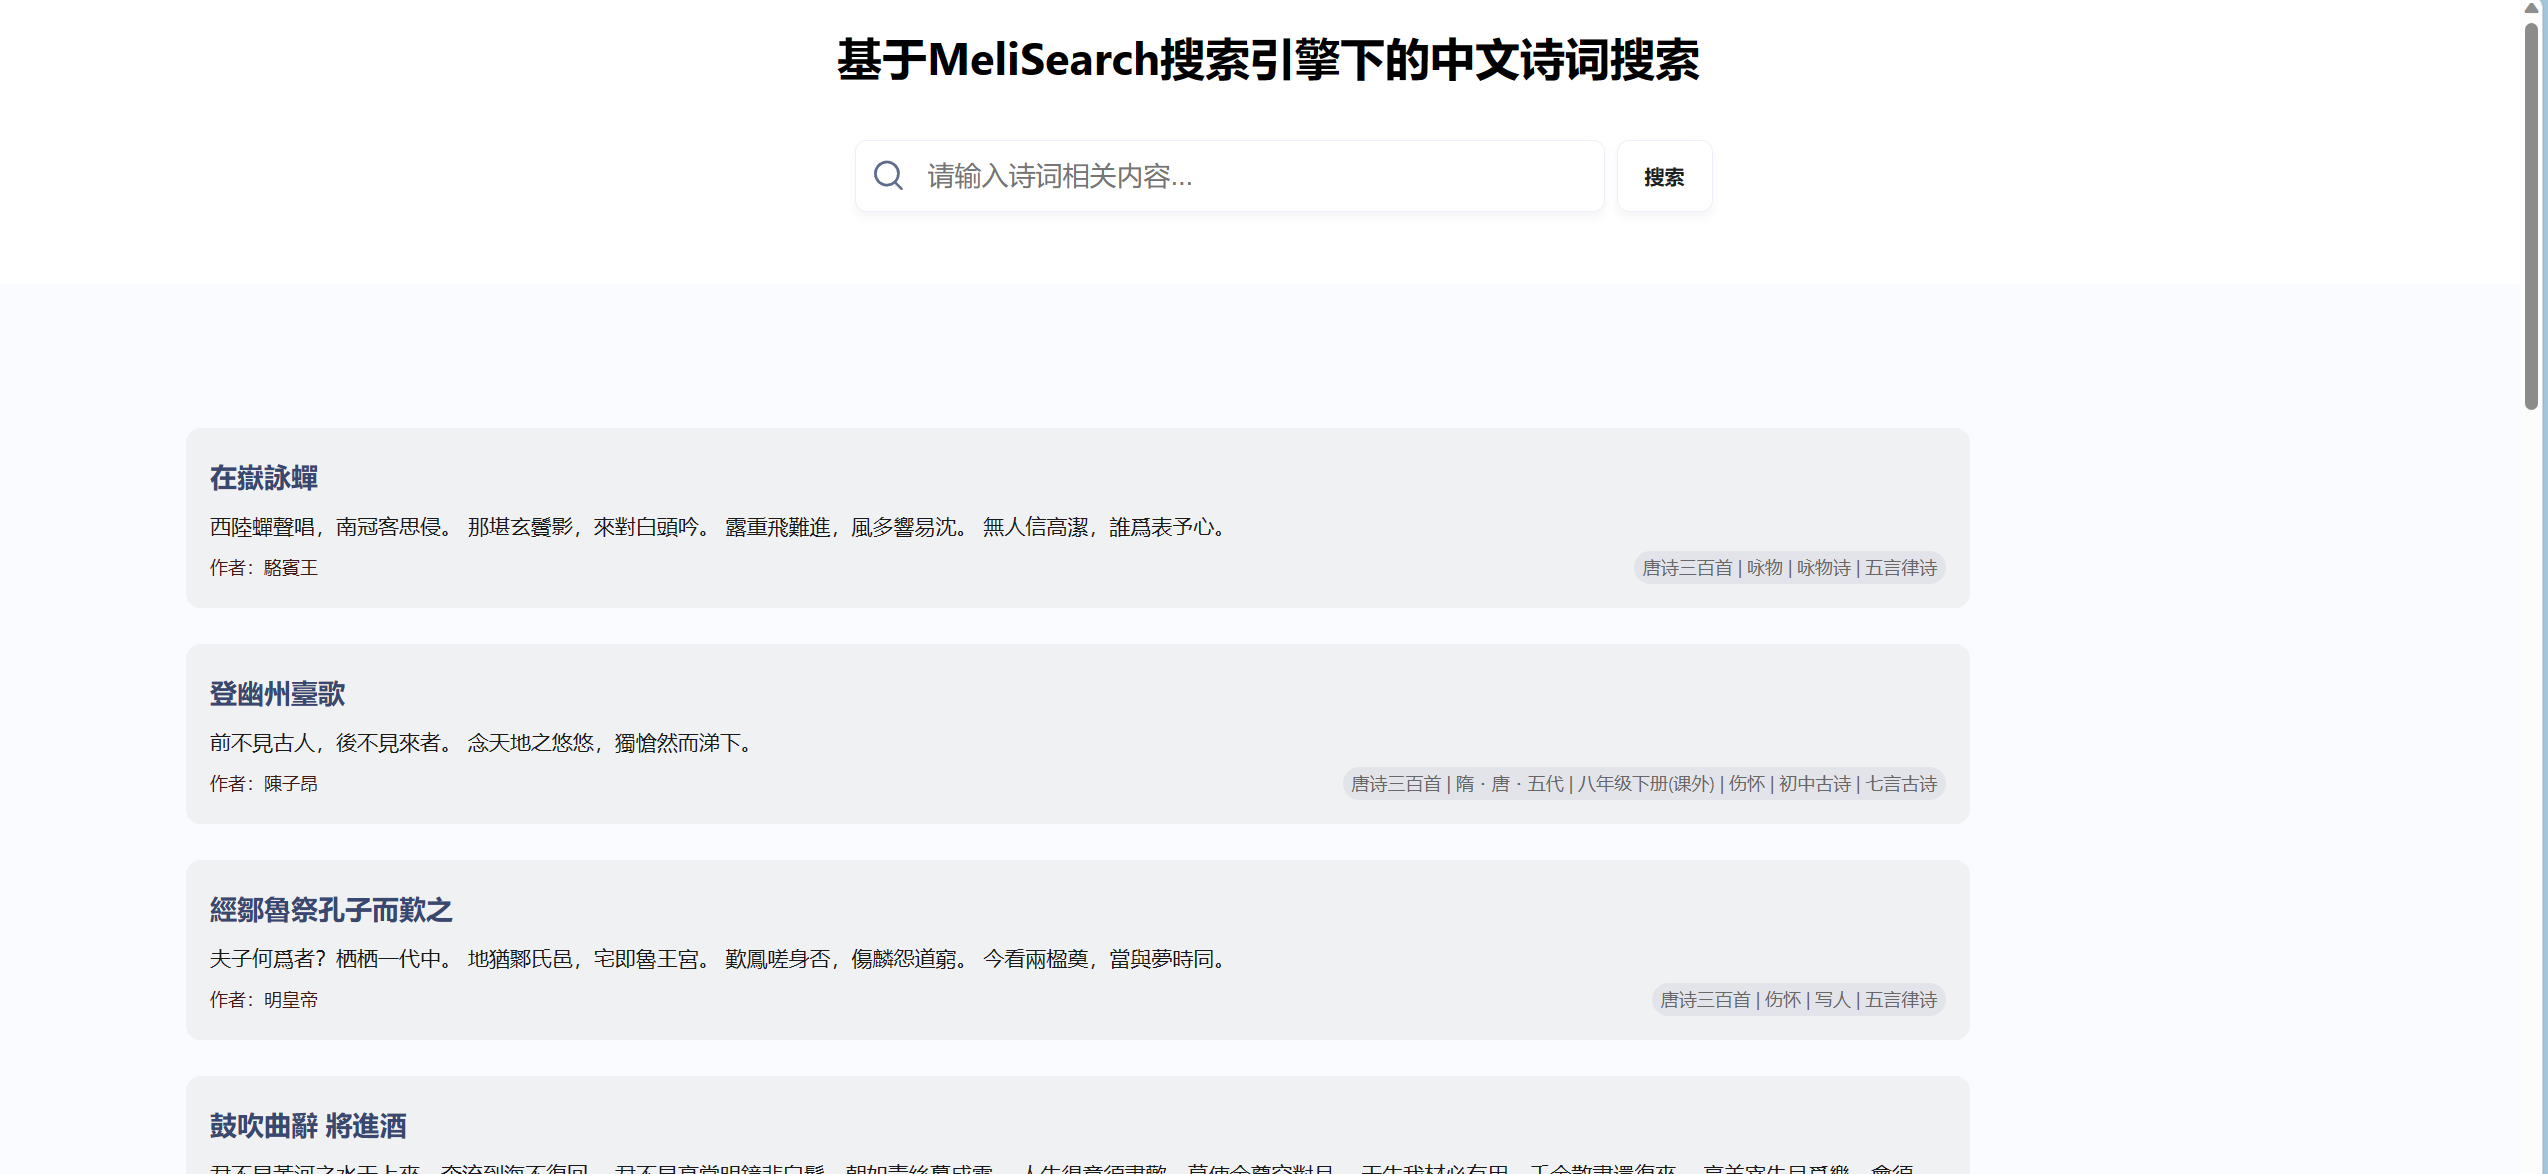 基于MeliSearch搜索引擎下的中文诗词搜索
请输入诗词相关内容...
搜索
在嶽詠蟬
西陸蟬聲唱，南冠客思侵。 那堪玄鬢影，來對白頭吟。 露重飛難進，風多響易沈。 無人信高潔，誰爲表予心。
作者：駱賓王
唐诗三百首 | 咏物 | 咏物诗 | 五言律诗
登幽州臺歌
前不見古人，後不見來者。 念天地之悠悠，獨愴然而涕下。
作者：陳子昂
唐诗三百首 | 隋 · 唐 · 五代 | 八年级下册(课外) | 伤怀 | 初中古诗 | 七言古诗
經鄒魯祭孔子而歎之
夫子何爲者？栖栖一代中。 地猶鄹氏邑，宅即魯王宮。 歎鳳嗟身否，傷麟怨道窮。 今看兩楹奠，當與夢時同。
作者：明皇帝
唐诗三百首 | 伤怀 | 写人 | 五言律诗
鼓吹曲辭 將進酒